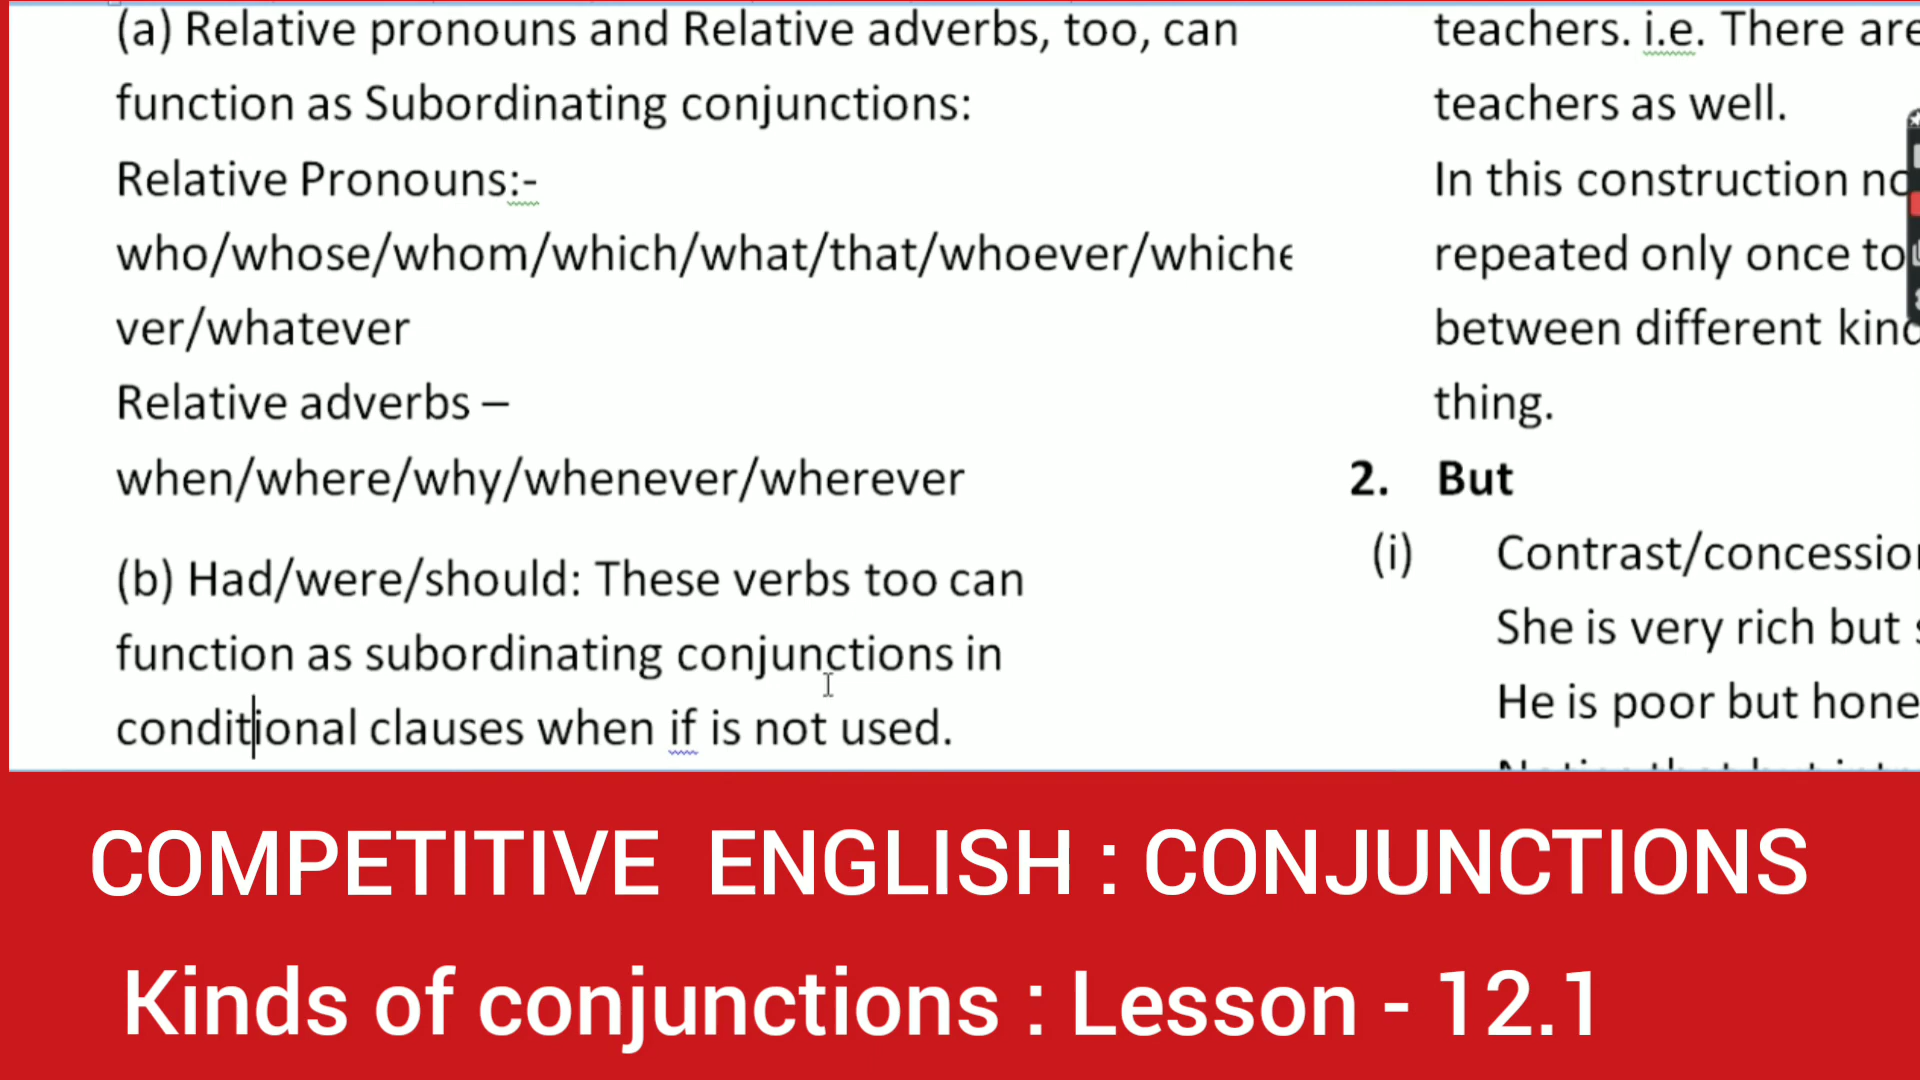 (a) Relative pronouns and Relative adverbs, too, can
function as Subordinating conjunctions:
Relative Pronouns:-
who/whose/whom/which/what/that/whoever/whiche
ver/whatever
Relative adverbs –
when/where/why/whenever/wherever
(b) Had/were/should: These verbs too can
function as subordinating conjunctions in
conditional clauses when if is not used.
teachers. i.e. There are
teachers as well.
In this construction
repeated only once to
between different
thing.
2. But
(i) Contrast/concession
She is very rich but
He is poor but
COMPETITIVE ENGLISH : CONJUNCTIONS
Kinds of conjunctions : Lesson - 12.1